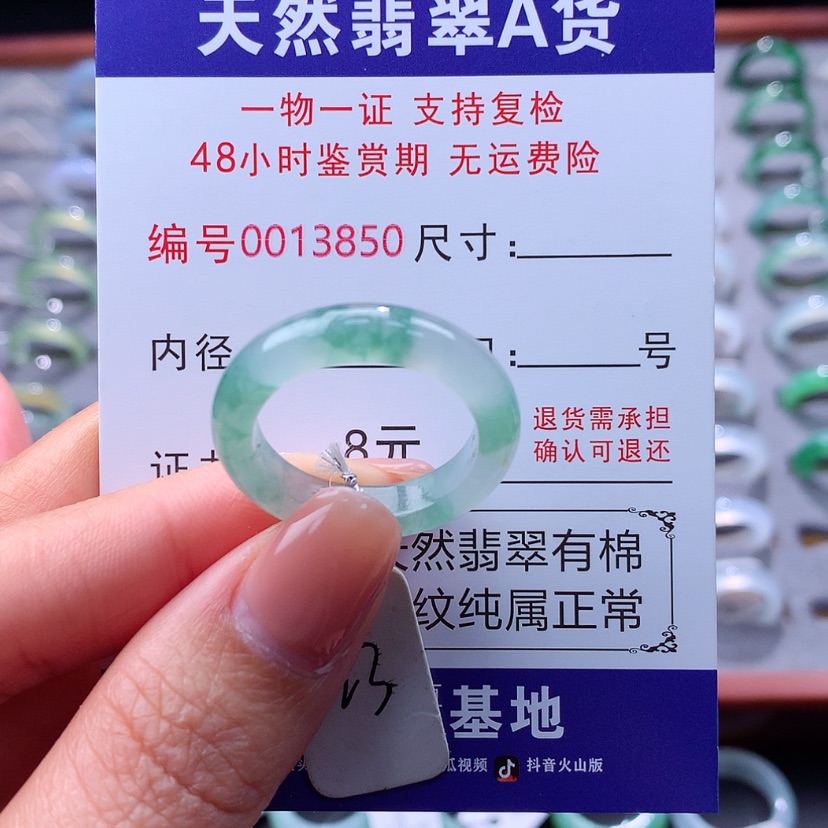 天然翡翠A货
一物一证 支持复检
48小时鉴赏期 无运费险
编号0013850 尺寸:
内径 :号
退货需承担
证 8元 确认可退还
然翡翠有棉
纹纯属正常
基地
视频 抖音火山版